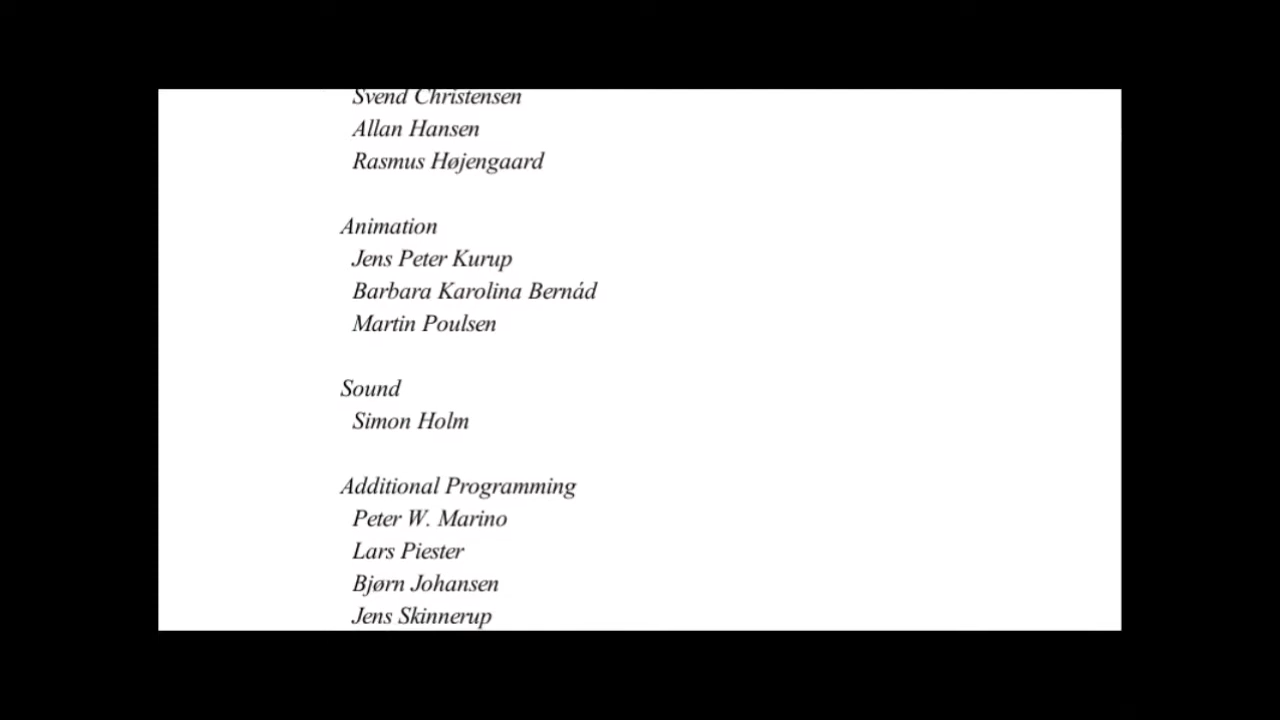 Svend Christensen
Allan Hansen
Rasmus Højengaard
Animation
Jens Peter Kurup
Barbara Karolina Bernád
Martin Poulsen
Sound
Simon Holm
Additional Programming
Peter W. Marino
Lars Piester
Bjørn Johansen
Jens Skinnerup